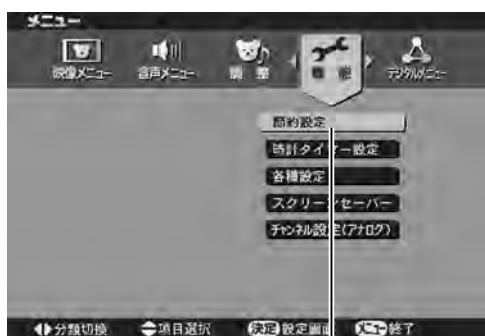 メニュー
映像メニュー 音声メニュー 調整 機能 デジタルメニュー
節約設定
時計タイマー設定
各種設定
スクリーンセーバー
チャンネル設定(アナログ)
分類切換 項目選択 決定 設定画面 メニュー 終了